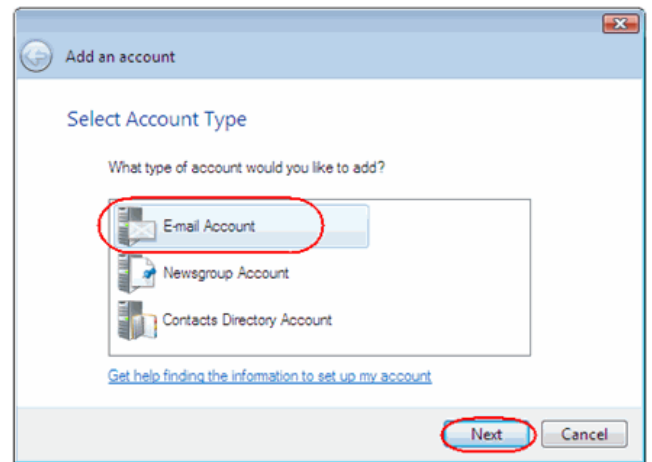 Add an account
Select Account Type
What type of account would you like to add?
E-mail Account
Newsgroup Account
Contacts Directory Account
Get help finding the information to set up my account
Next
Cancel